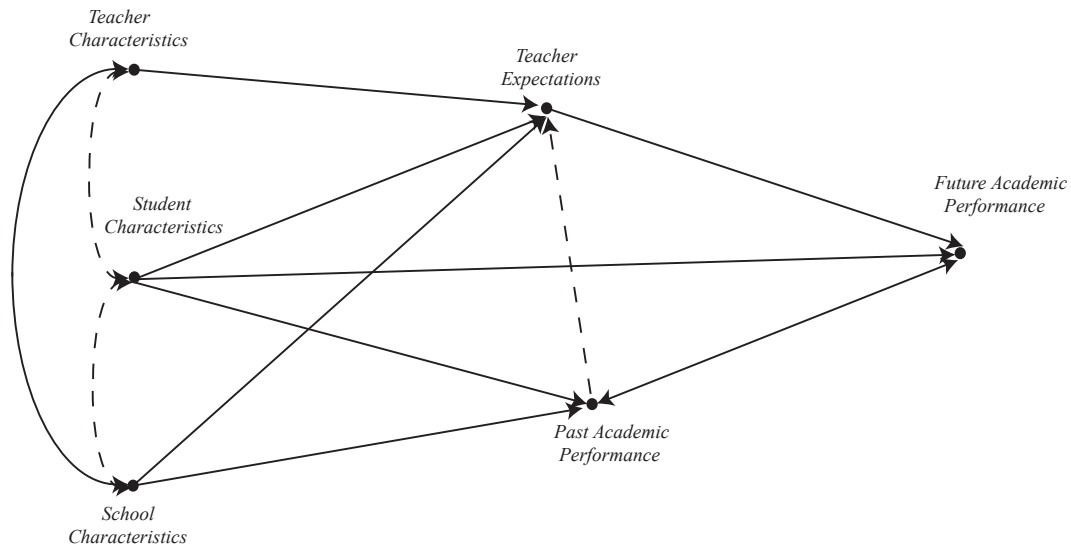 Teacher
Characteristics
Teacher
Expectations
Student
Characteristics
Future Academic
Performance
Past Academic
Performance
School
Characteristics